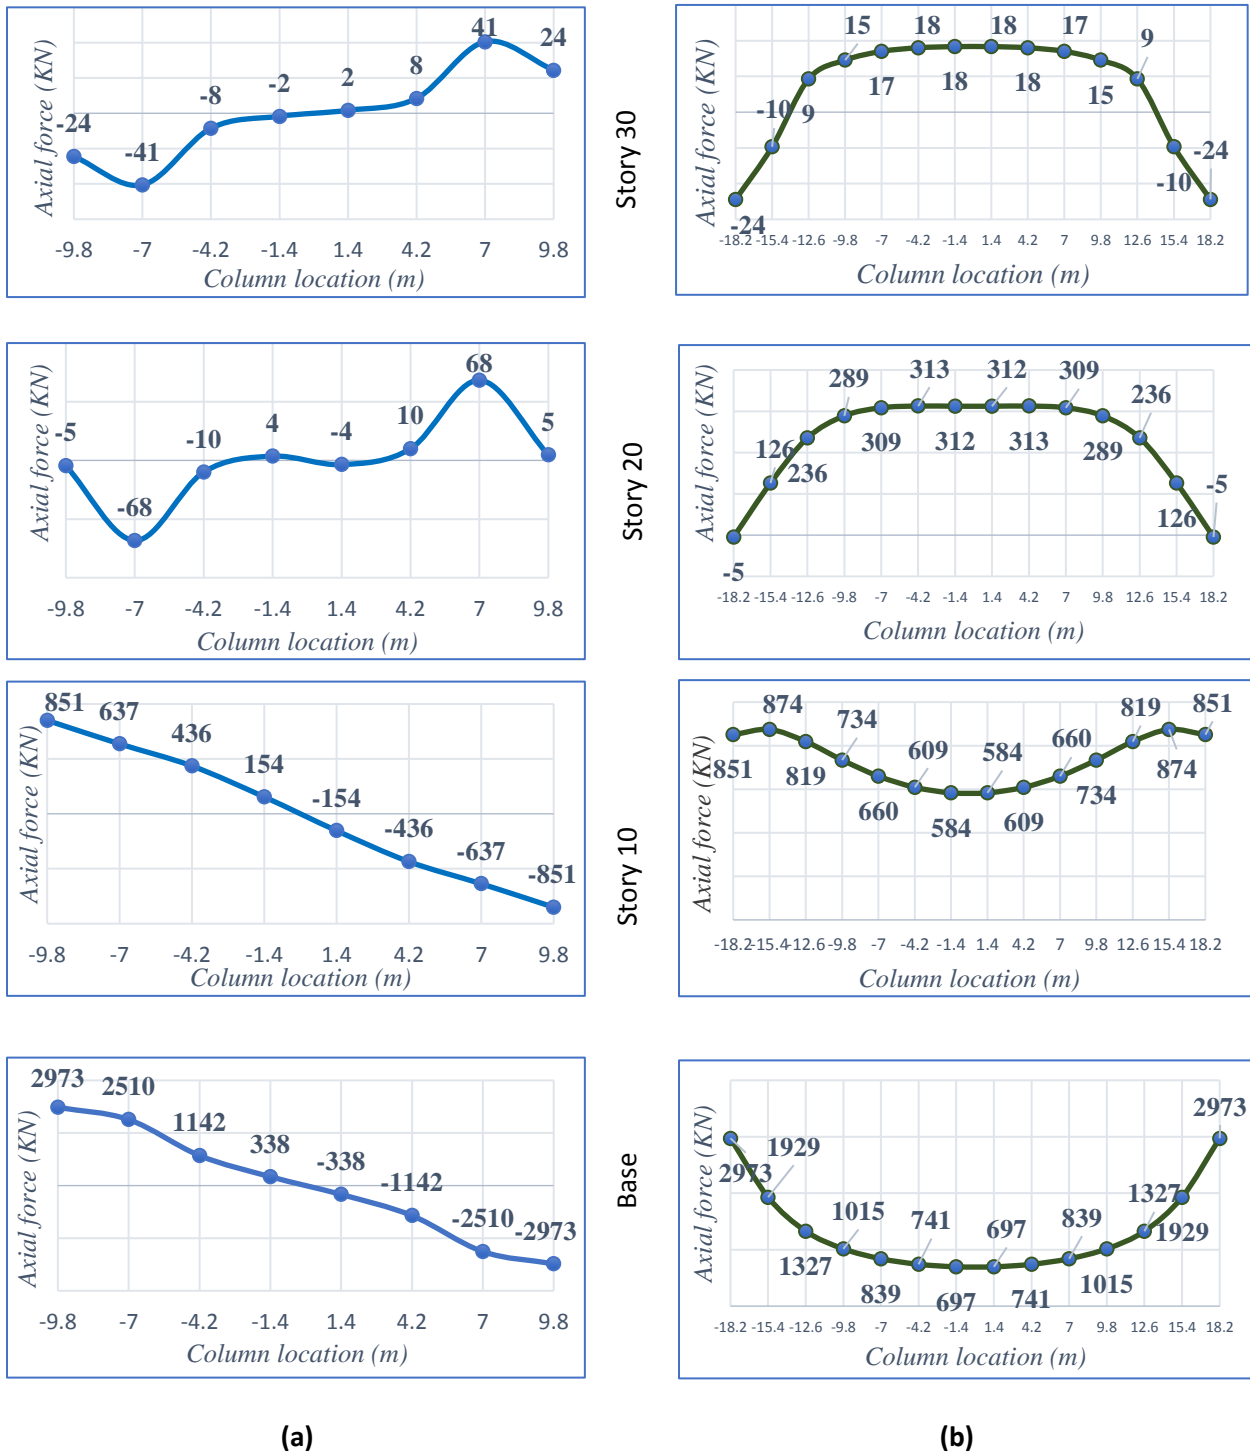 Axial force (KN)
-24
-41
-8
-2
2
8
41
24
-9.8 -7 -4.2 -1.4 1.4 4.2 7 9.8
Column location (m)
Story 30
Axial force (KN)
-24
-10
9
15
17
18
18
18
18
17
15
9
-10
-24
-18.2 -15.4 -12.6 -9.8 -7 -4.2 -1.4 1.4 4.2 7 9.8 12.6 15.4 18.2
Column location (m)
Axial force (KN)
-5
-68
-10
4
-4
10
68
5
-9.8 -7 -4.2 -1.4 1.4 4.2 7 9.8
Column location (m)
Story 20
Axial force (KN)
-5
126
236
289
309
313
312
312
313
309
289
236
126
-5
-18.2 -15.4 -12.6 -9.8 -7 -4.2 -1.4 1.4 4.2 7 9.8 12.6 15.4 18.2
Column location (m)
Axial force (KN)
851
637
436
154
-154
-436
-637
-851
-9.8 -7 -4.2 -1.4 1.4 4.2 7 9.8
Column location (m)
Story 10
Axial force (KN)
851
874
819
734
660
609
584
584
609
660
734
819
874
851
-18.2 -15.4 -12.6 -9.8 -7 -4.2 -1.4 1.4 4.2 7 9.8 12.6 15.4 18.2
Column location (m)
Axial force (KN)
2973
2510
1142
338
-338
-1142
-2510
-2973
-9.8 -7 -4.2 -1.4 1.4 4.2 7 9.8
Column location (m)
Base
Axial force (KN)
2973
1929
1327
1015
839
741
697
697
741
839
1015
1327
1929
2973
-18.2 -15.4 -12.6 -9.8 -7 -4.2 -1.4 1.4 4.2 7 9.8 12.6 15.4 18.2
Column location (m)
(a)
(b)